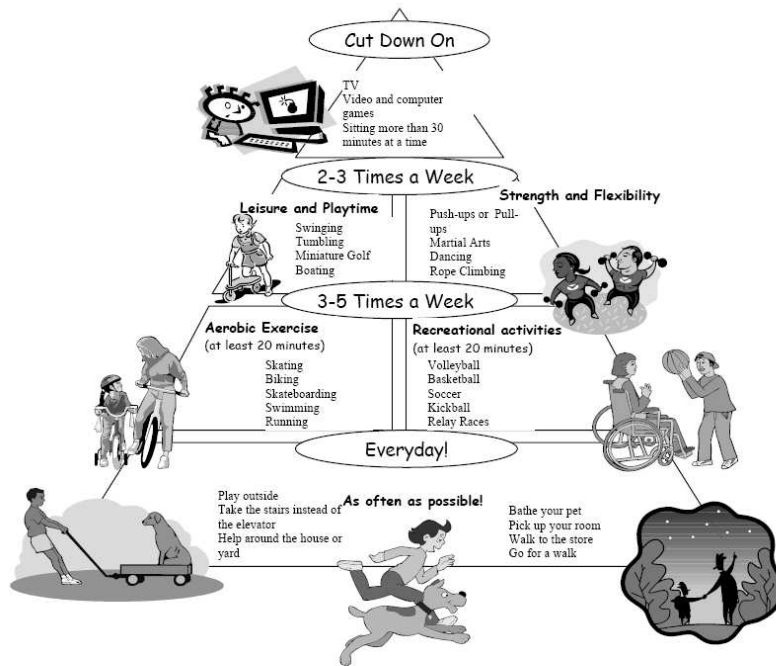 Cut Down On
TV
Video and computer
games
Sitting more than 30
minutes at a time
2-3 Times a Week
Leisure and Playtime
Swinging
Tumbling
Miniature Golf
Boating
Strength and Flexibility
Push-ups or Pull-
ups
Martial Arts
Dancing
Rope Climbing
3-5 Times a Week
Aerobic Exercise
(at least 20 minutes)
Skating
Biking
Skateboarding
Swimming
Running
Recreational activities
(at least 20 minutes)
Volleyball
Basketball
Soccer
Kickball
Relay Races
Everyday!
As often as possible!
Play outside
Take the stairs instead of
the elevator
Help around the house or
yard
Bathe your pet
Pick up your room
Walk to the store
Go for a walk